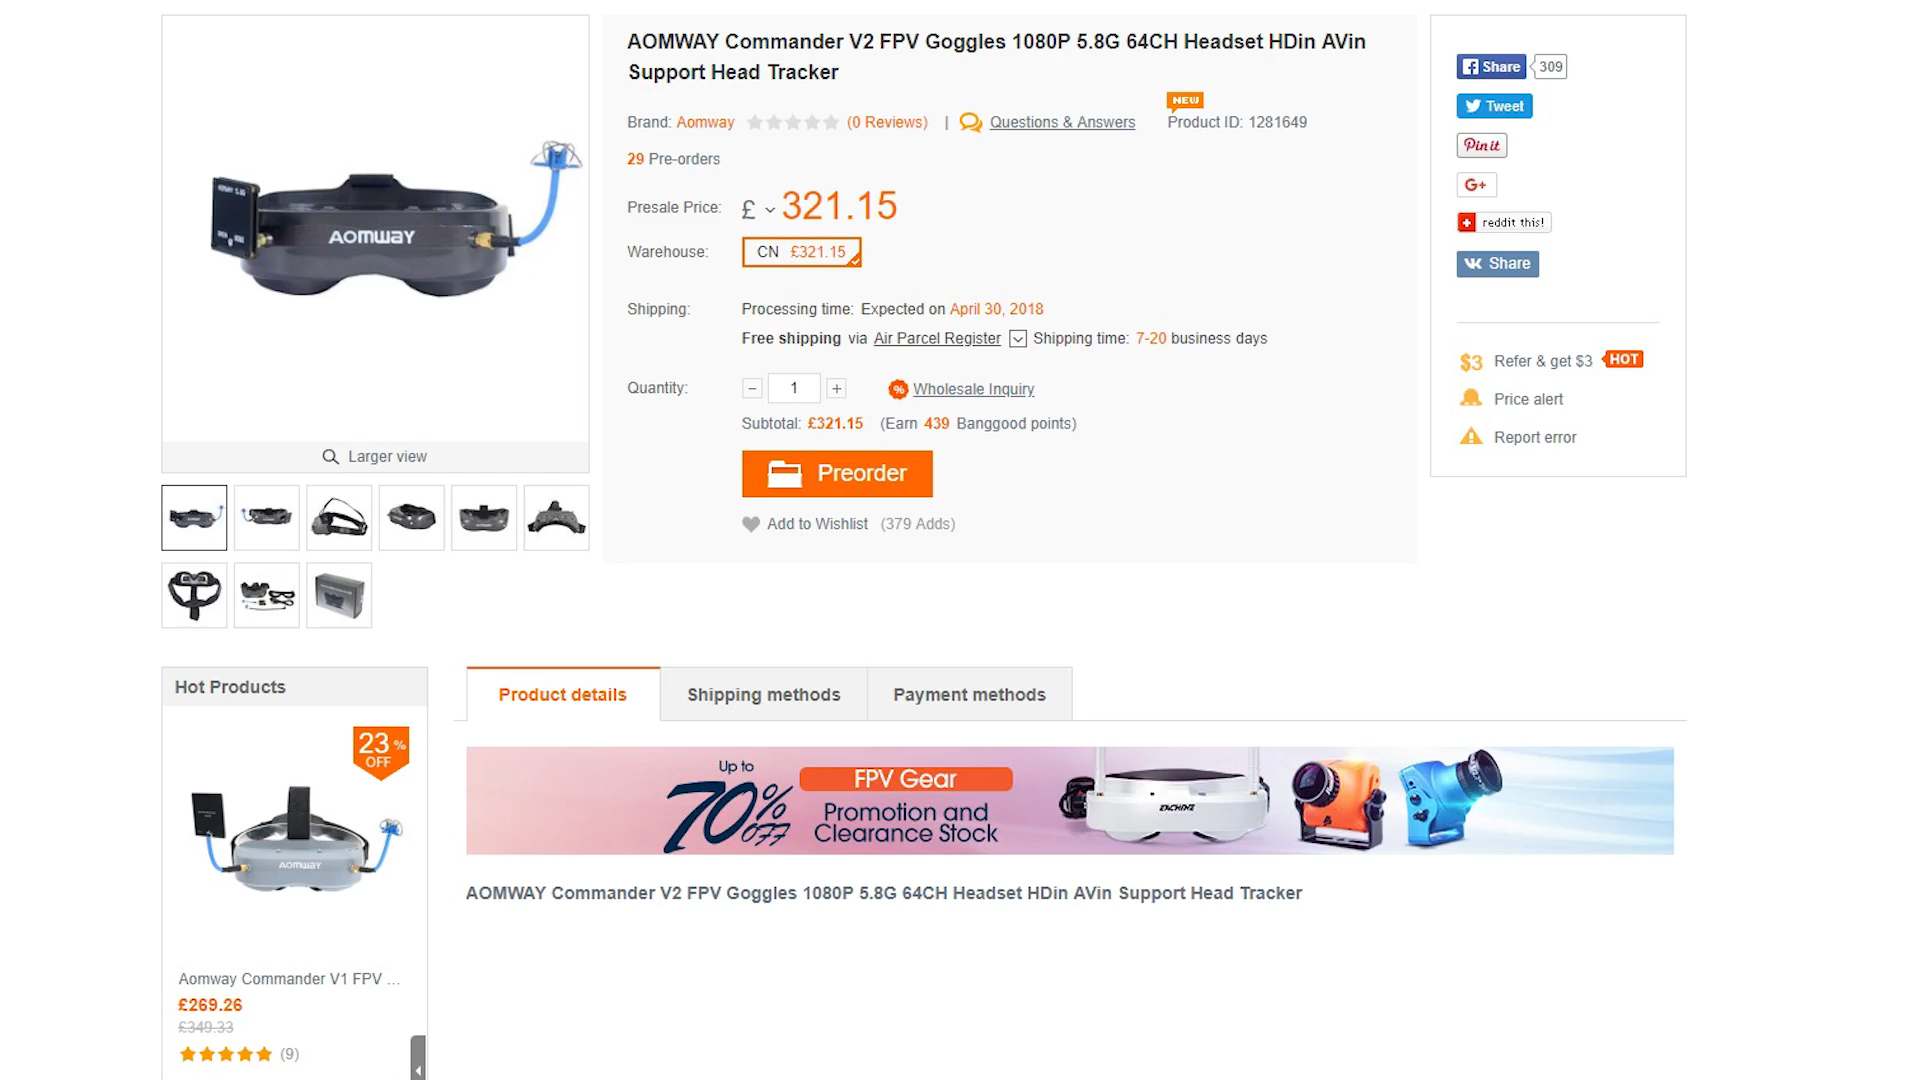 AOMWAY 5.8G
AOMWAY
Larger view
AOMWAY Commander V2 FPV Goggles 1080P 5.8G 64CH Headset HDin AVin
Support Head Tracker
NEW
Brand: Aomway (0 Reviews) | Questions & Answers Product ID: 1281649
29 Pre-orders
Presale Price: £ 321.15
Warehouse: CN £321.15
Shipping: Processing time: Expected on April 30, 2018
Free shipping via Air Parcel Register Shipping time: 7-20 business days
Quantity: − 1 + % Wholesale Inquiry
Subtotal: £321.15 (Earn 439 Banggood points)
Preorder
Add to Wishlist (379 Adds)
Share 309
Tweet
Pin it
G+
reddit this!
Share
$3 Refer & get $3 HOT
Price alert
Report error
Hot Products
23 %
OFF
AOMWAY
Aomway Commander V1 FPV ...
£269.26
£349.33
(9)
Product details Shipping methods Payment methods
Up to
70% OFF
FPV Gear
Promotion and
Clearance Stock
EACHINE
AOMWAY Commander V2 FPV Goggles 1080P 5.8G 64CH Headset HDin AVin Support Head Tracker